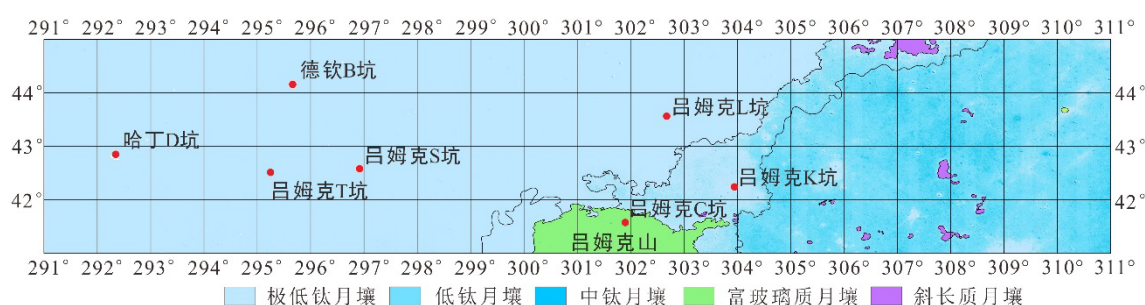 291° 292° 293° 294° 295° 296° 297° 298° 299° 300° 301° 302° 303° 304° 305° 306° 307° 308° 309° 310° 311°
德钦B坑
44° 44°
吕姆克L坑
哈丁D坑
43° 43°
吕姆克S坑
吕姆克T坑
吕姆克K坑
42° 42°
吕姆克C坑
吕姆克山
291° 292° 293° 294° 295° 296° 297° 298° 299° 300° 301° 302° 303° 304° 305° 306° 307° 308° 309° 310° 311°
极低钛月壤 低钛月壤 中钛月壤 富玻璃质月壤 斜长质月壤